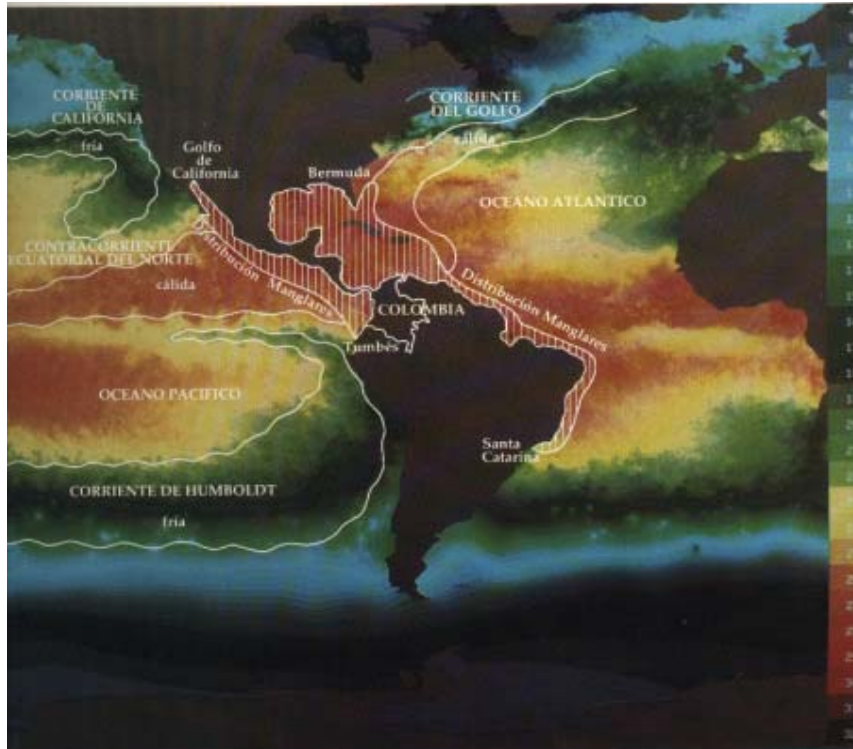 CORRIENTE
DE
CALIFORNIA
fría
Golfo
de
California
Bermuda
CORRIENTE
DEL GOLFO
cálida
OCEANO ATLANTICO
CONTRACORRIENTE
ECUATORIAL DEL NORTE
cálida
Distribución Manglares
Distribución Manglares
COLOMBIA
Tumbes
OCEANO PACIFICO
Santa
Catarina
CORRIENTE DE HUMBOLDT
fría